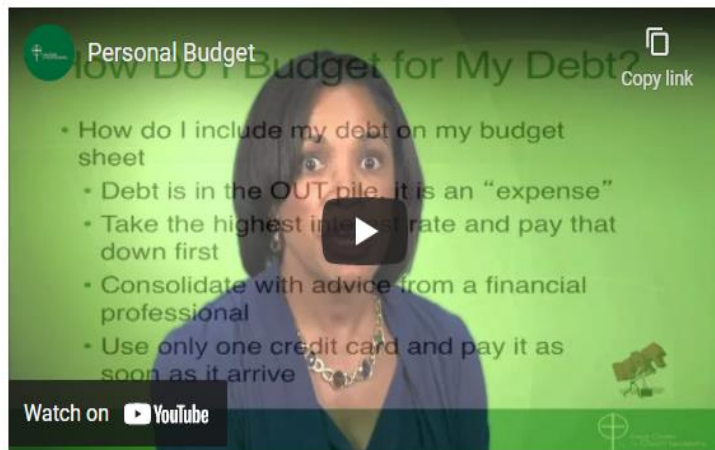 Personal Budget
How Do I Budget for My Debt?
Copy link
• How do I include my debt on my budget
sheet
• Debt is in the OUT pile, it is an “expense”
• Take the highest interest rate and pay that
down first
• Consolidate with advice from a financial
professional
• Use only one credit card and pay it as
soon as it arrive
Watch on YouTube